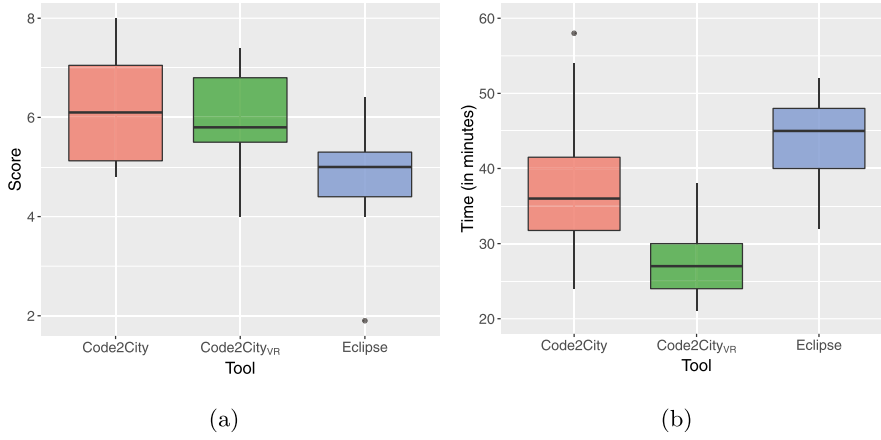 8
6
4
2
Score
Code2City
Code2CityVR
Eclipse
Tool
(a)
60
50
40
30
20
Time (in minutes)
Code2City
Code2CityVR
Eclipse
Tool
(b)